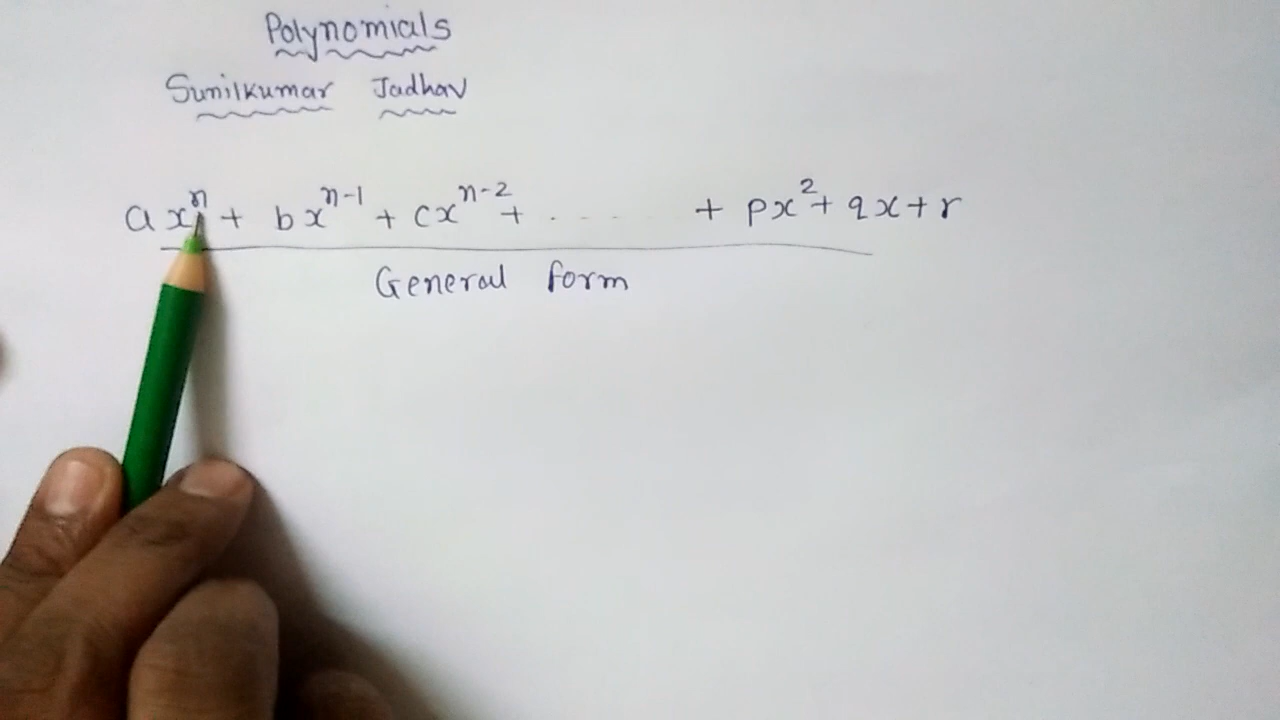 Polynomials
Sunilkumar Jadhav
ax^n + bx^{n-1} + cx^{n-2} + . - - - - + px^2 + qx + r
General form